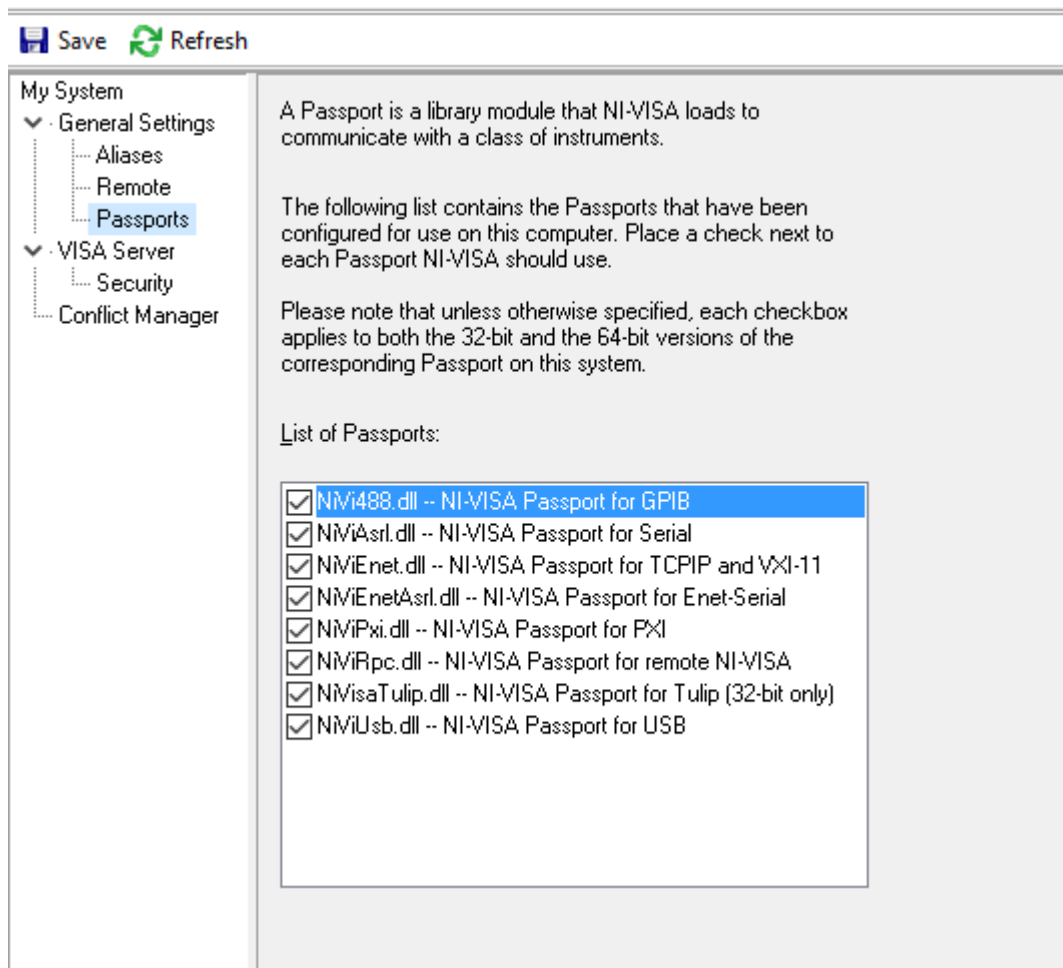 Save Refresh
My System
General Settings
Aliases
Remote
Passports
VISA Server
Security
Conflict Manager
A Passport is a library module that NI-VISA loads to
communicate with a class of instruments.
The following list contains the Passports that have been
configured for use on this computer. Place a check next to
each Passport NI-VISA should use.
Please note that unless otherwise specified, each checkbox
applies to both the 32-bit and the 64-bit versions of the
corresponding Passport on this system.
List of Passports:
NiVi488.dll -- NI-VISA Passport for GPIB
NiViAsrl.dll -- NI-VISA Passport for Serial
NiViEnet.dll -- NI-VISA Passport for TCPIP and VXI-11
NiViEnetAsrl.dll -- NI-VISA Passport for Enet-Serial
NiViPxi.dll -- NI-VISA Passport for PXI
NiViRpc.dll -- NI-VISA Passport for remote NI-VISA
NiVisaTulip.dll -- NI-VISA Passport for Tulip (32-bit only)
NiViUsb.dll -- NI-VISA Passport for USB